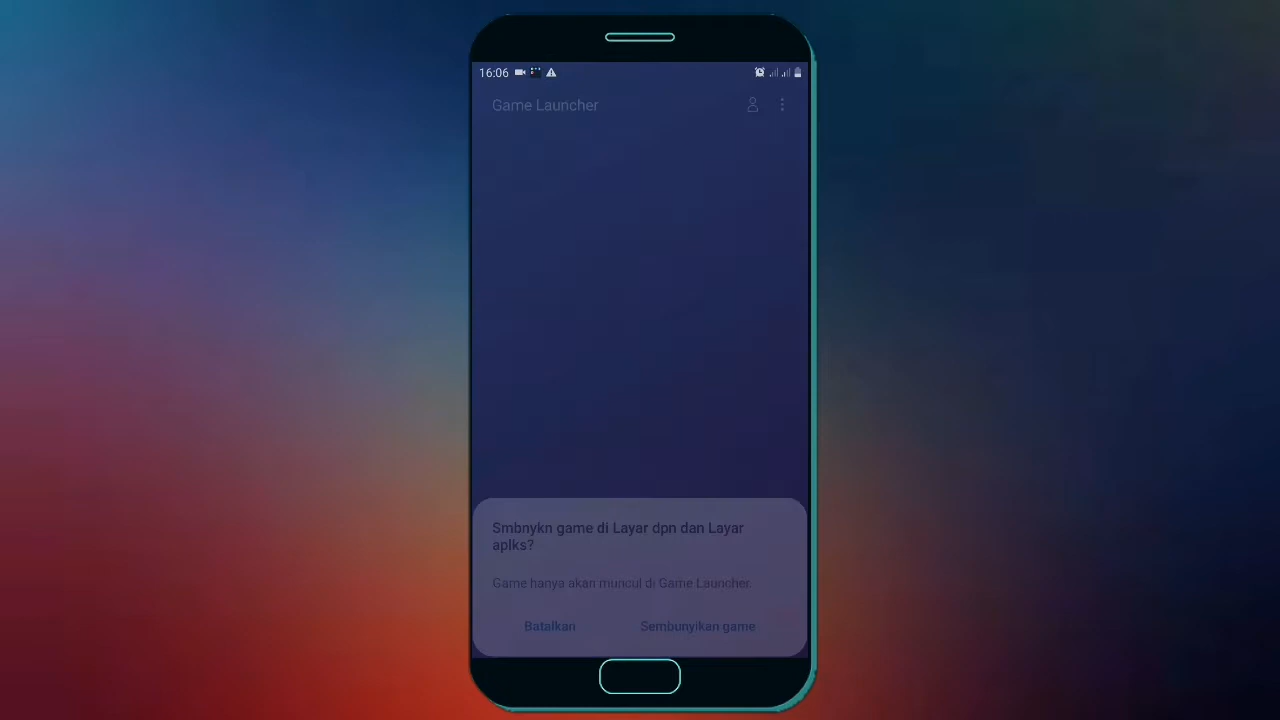 16:06
Game Launcher
Smbnykn game di Layar dpn dan Layar
aplks?
Game hanya akan muncul di Game Launcher.
Batalkan Sembunyikan game